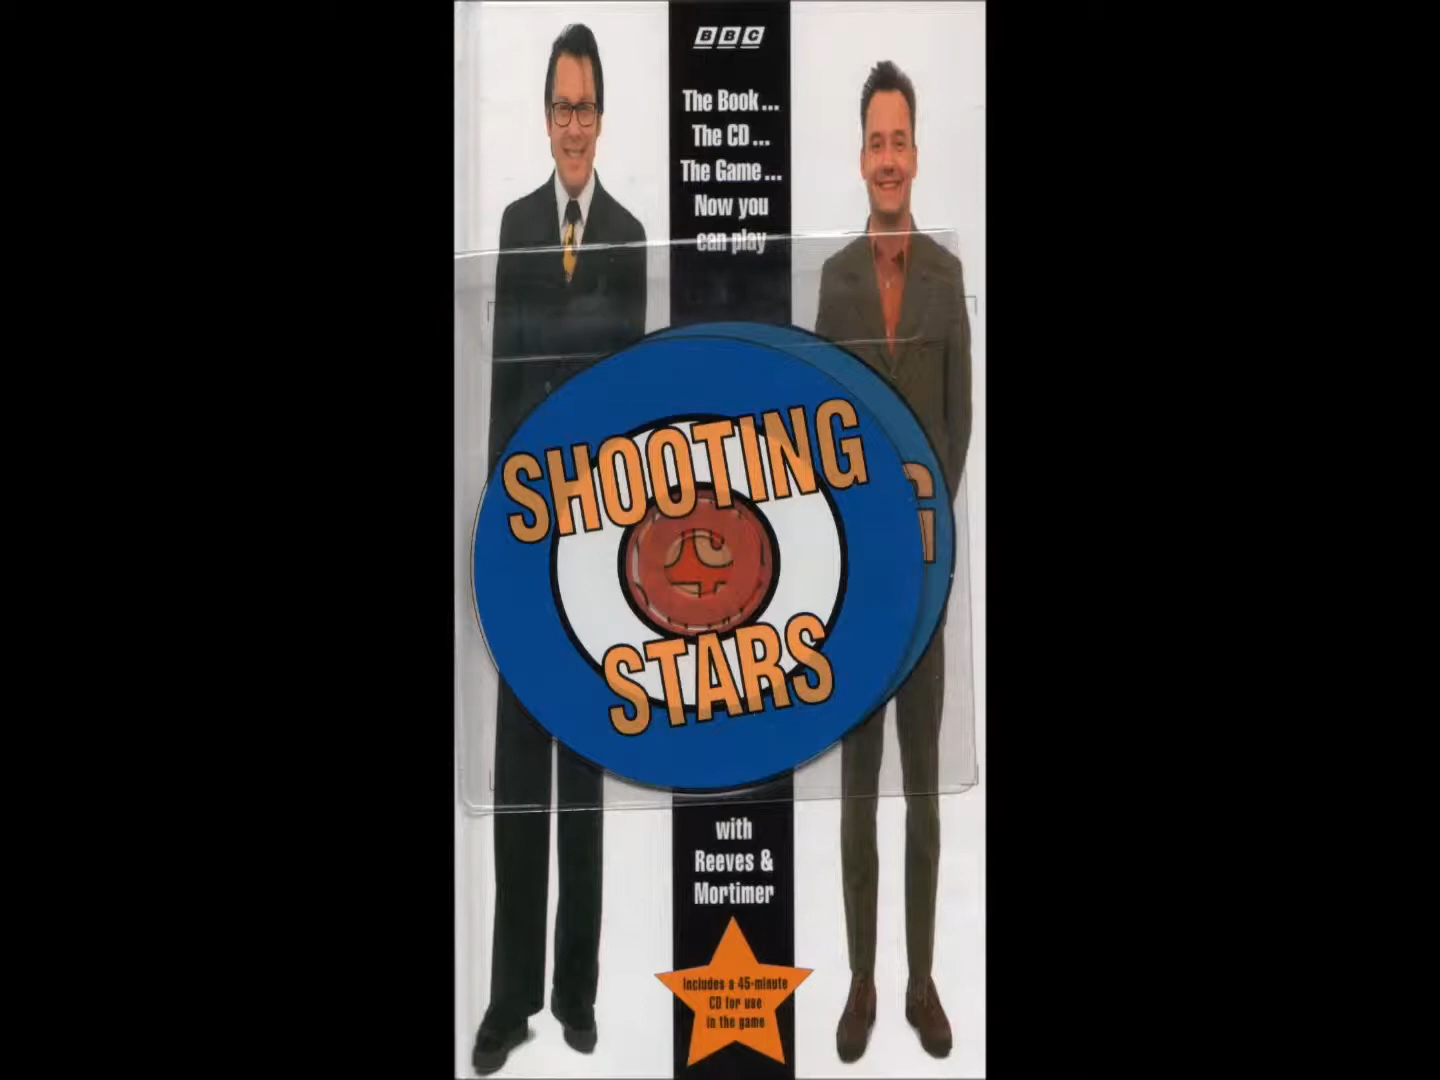 BBC
The Book...
The CD...
The Game...
Now you
can play
SHOOTING
STARS
with
Reeves &
Mortimer
Includes a 45-minute
CD for use
in the game